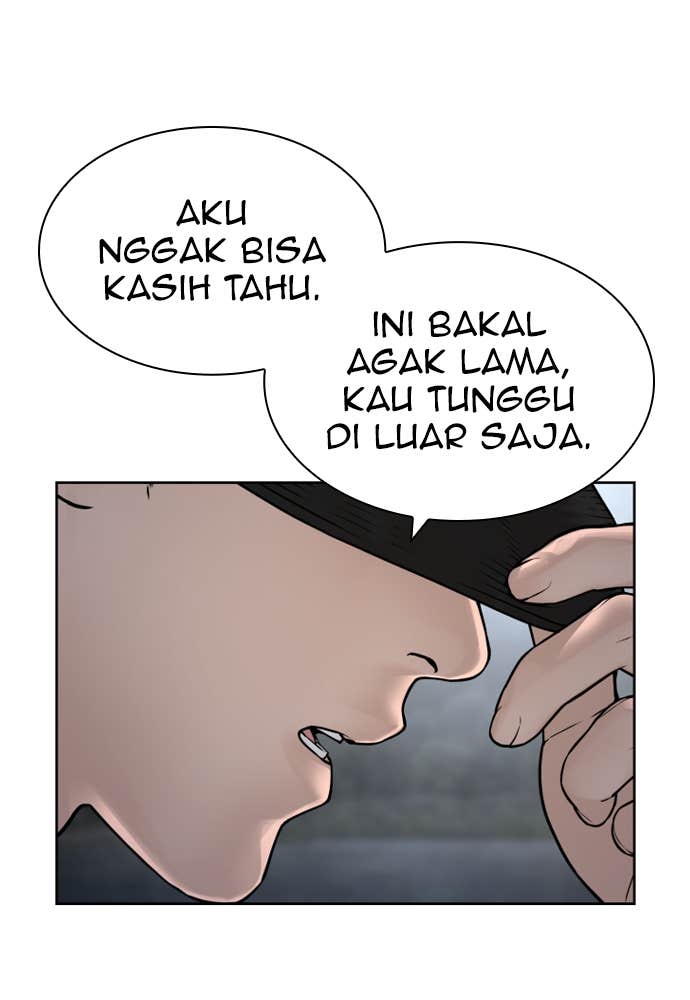 AKU
NGGAK BISA
KASIH TAHU.
INI BAKAL
AGAK LAMA,
KAU TUNGGU
DI LUAR SAJA.